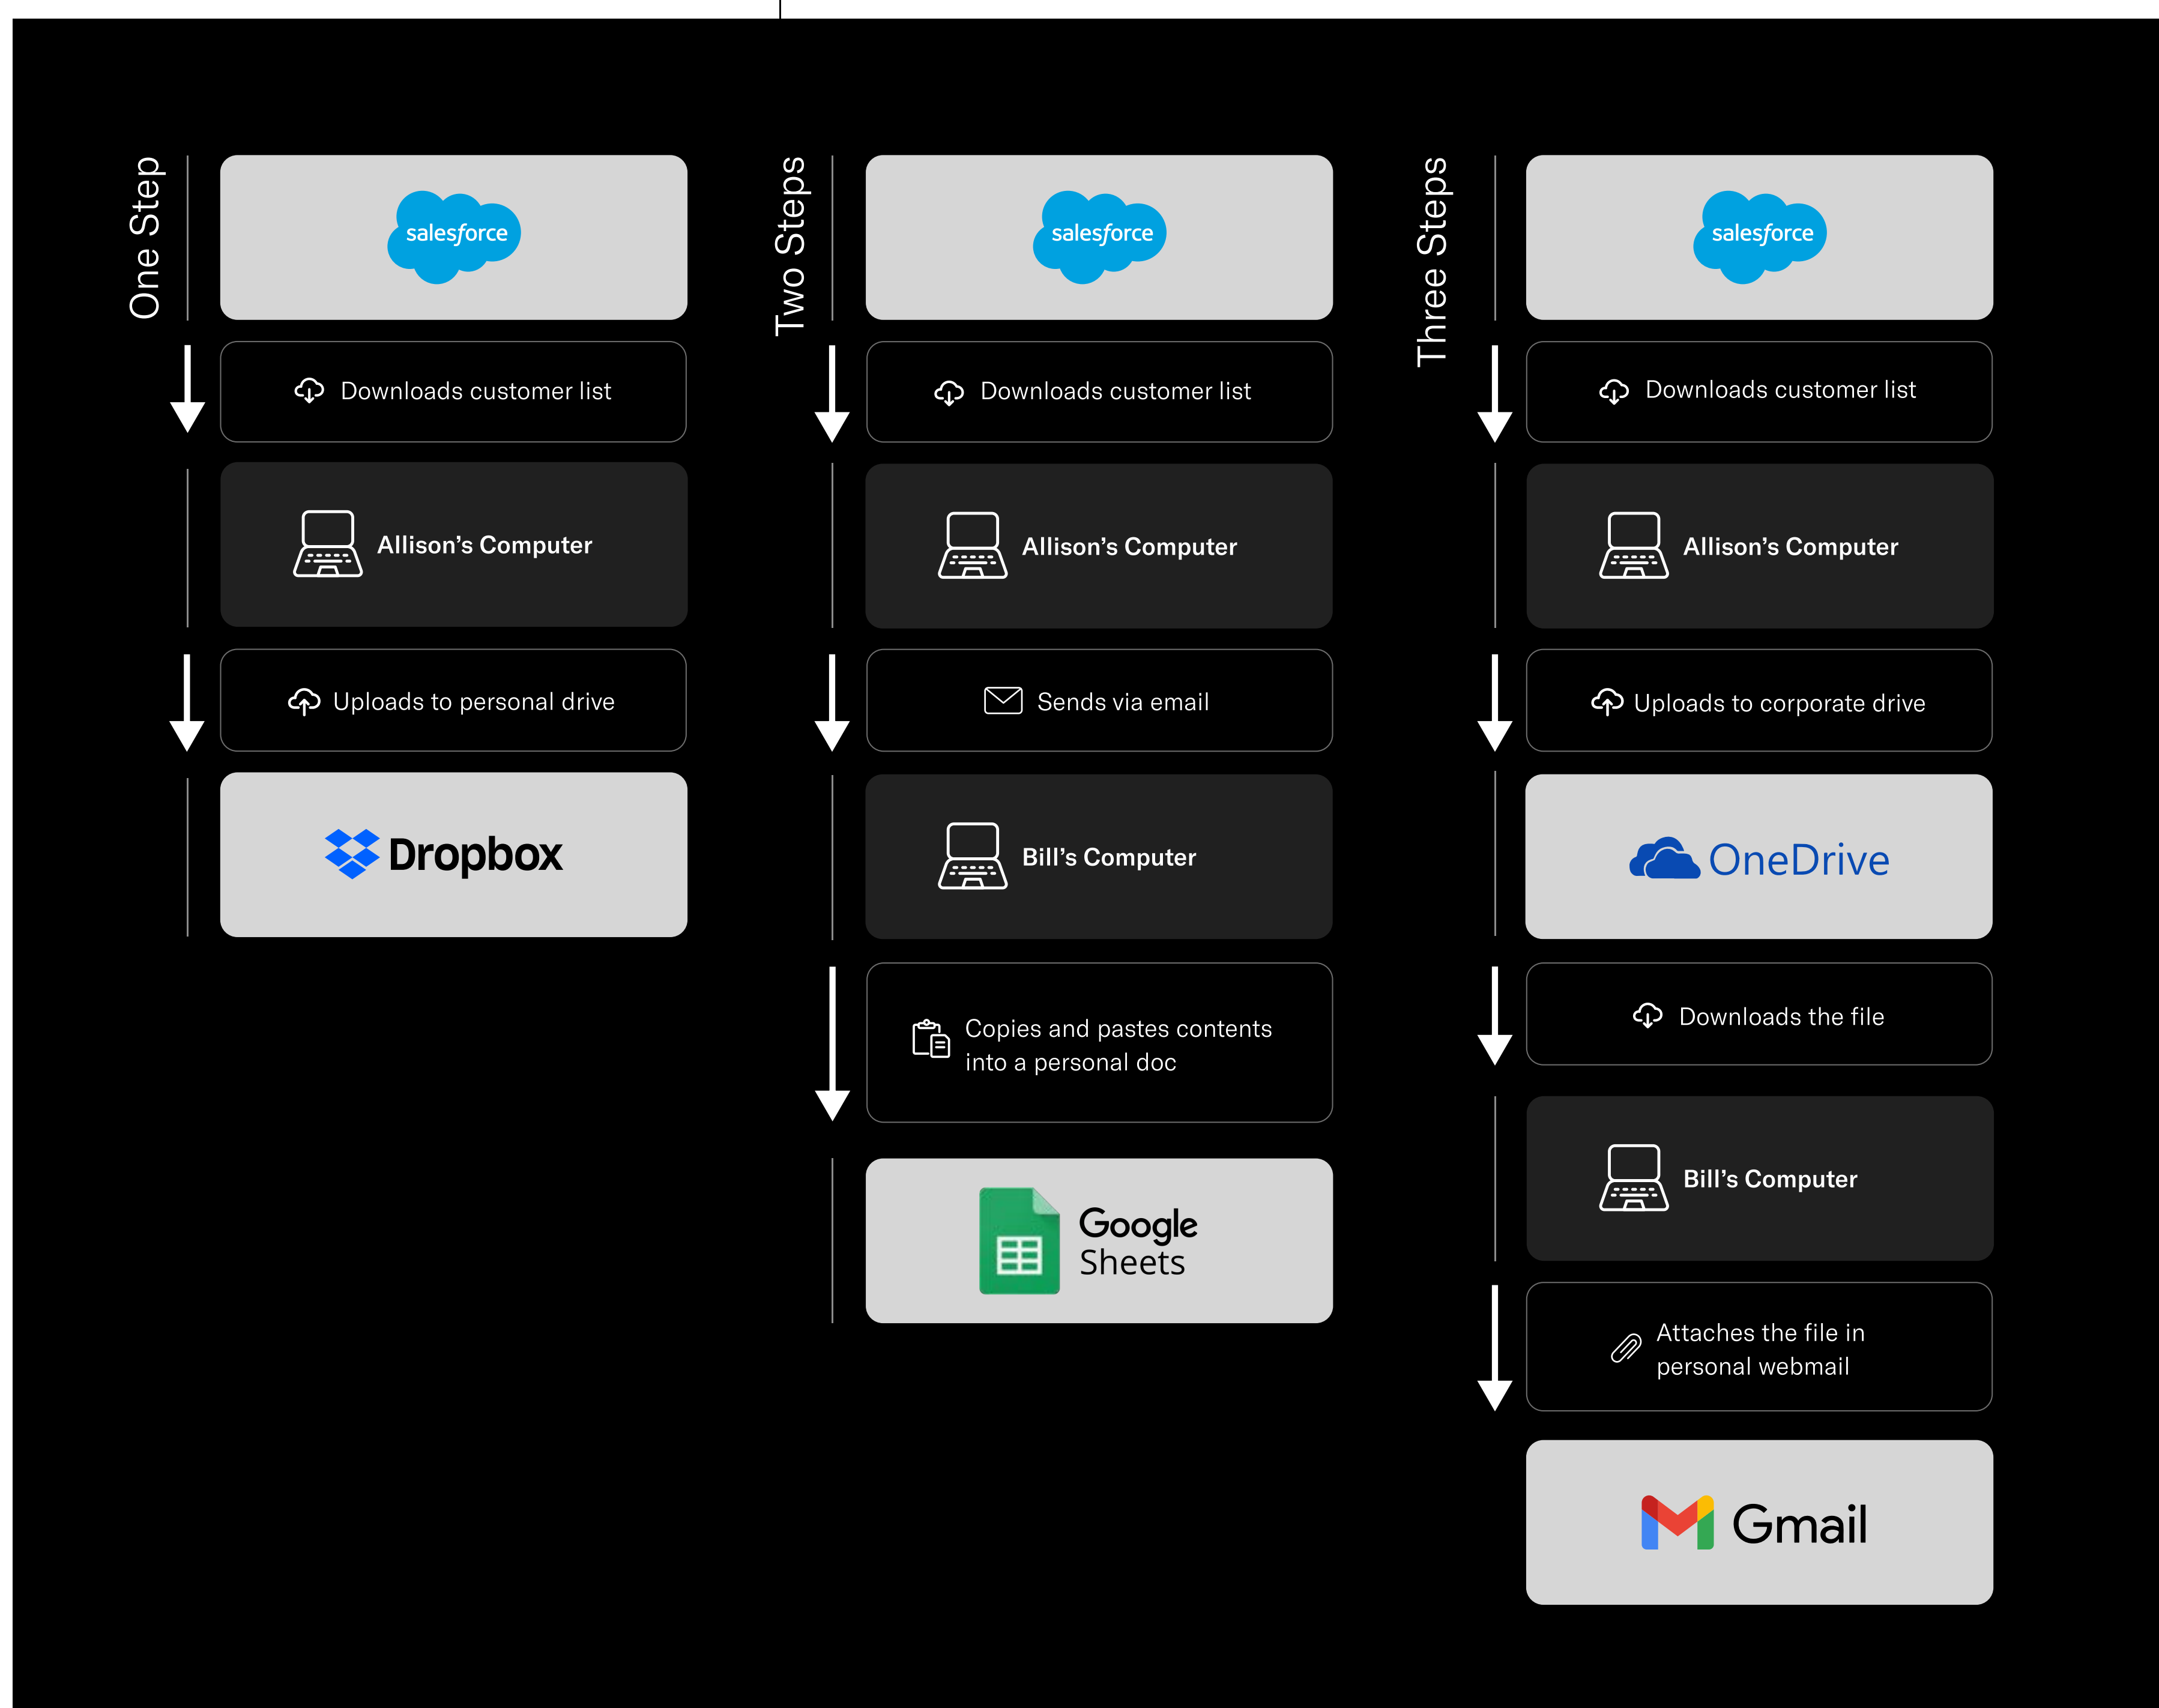 One Step
salesforce
Downloads customer list
Allison's Computer
Uploads to personal drive
Dropbox
Two Steps
salesforce
Downloads customer list
Allison's Computer
Sends via email
Bill's Computer
Copies and pastes contents
into a personal doc
Google
Sheets
Three Steps
salesforce
Downloads customer list
Allison's Computer
Uploads to corporate drive
OneDrive
Downloads the file
Bill's Computer
Attaches the file in
personal webmail
Gmail